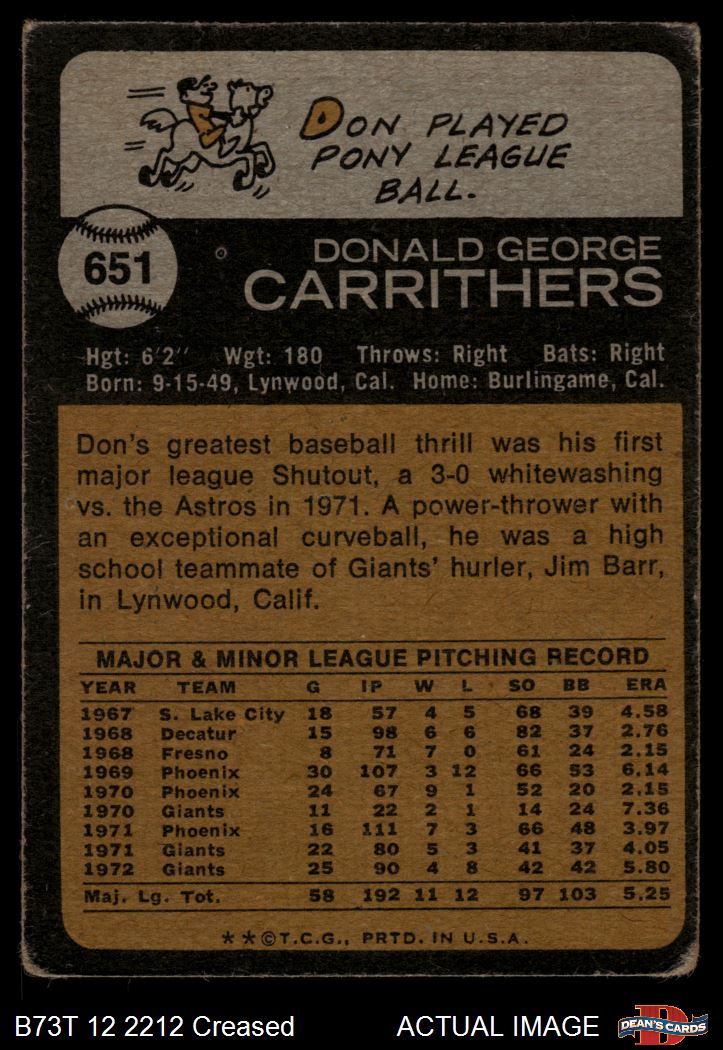 DON PLAYED
PONY LEAGUE
BALL.
651
DONALD GEORGE
CARRITHERS
Hgt: 6'2" Wgt: 180 Throws: Right Bats: Right
Born: 9-15-49, Lynwood, Cal. Home: Burlingame, Cal.
Don's greatest baseball thrill was his first
major league Shutout, a 3-0 whitewashing
vs. the Astros in 1971. A power-thrower with
an exceptional curveball, he was a high
school teammate of Giants' hurler, Jim Barr,
in Lynwood, Calif.
MAJOR & MINOR LEAGUE PITCHING RECORD
YEAR TEAM G IP W L SO BB ERA
1967 S. Lake City 18 57 4 5 68 39 4.58
1968 Decatur 15 98 6 6 82 37 2.76
1968 Fresno 8 71 7 0 61 24 2.15
1969 Phoenix 30 107 3 12 66 53 6.14
1970 Phoenix 24 67 9 1 52 20 2.15
1970 Giants 11 22 2 1 14 24 7.36
1971 Phoenix 16 111 7 3 66 48 3.97
1971 Giants 22 80 5 3 41 37 4.05
1972 Giants 25 90 4 8 42 42 5.80
Maj. Lg. Tot. 58 192 11 12 97 103 5.25
**©T.C.G., PRTD. IN U.S.A.
B73T 12 2212 Creased ACTUAL IMAGE
DEAN'S CARDS